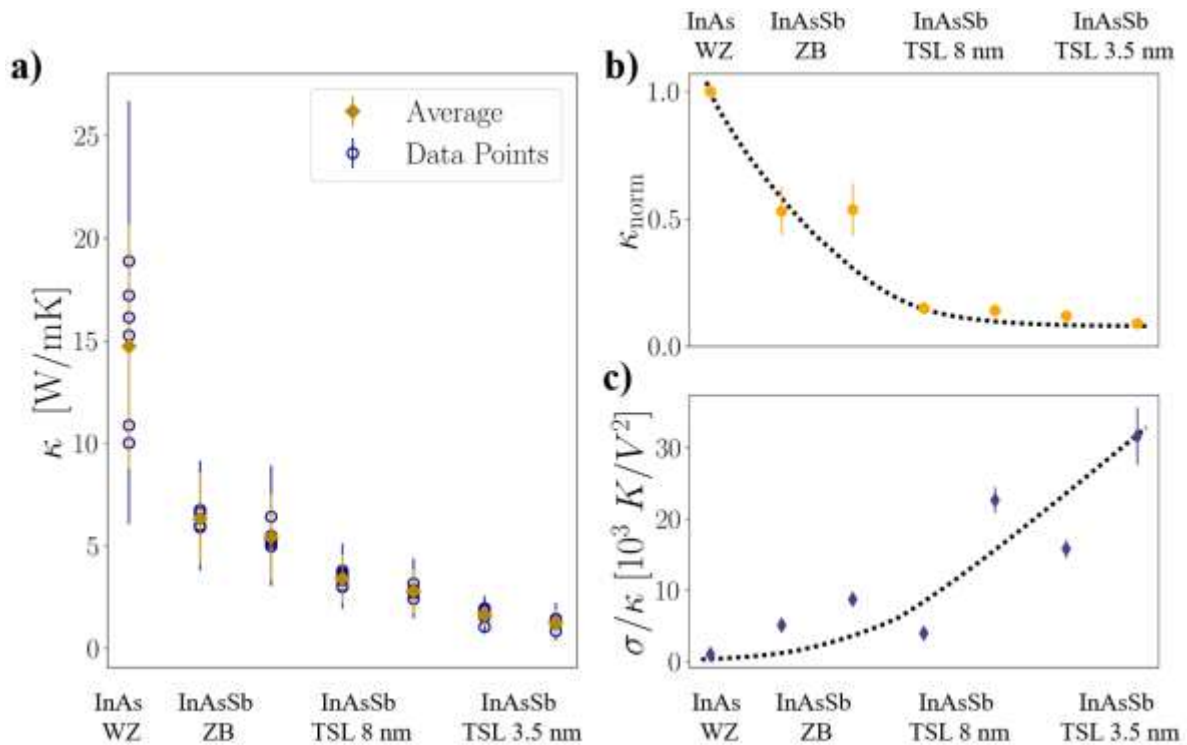 a)
κ [W/mK]
25
20
15
10
5
0
Average
Data Points
InAs
WZ
InAsSb
ZB
InAsSb
TSL 8 nm
InAsSb
TSL 3.5 nm
InAs
WZ
InAsSb
ZB
InAsSb
TSL 8 nm
InAsSb
TSL 3.5 nm
b)
κnorm
1.0
0.5
0.0
c)
σ/κ [10³ K/V²]
30
20
10
0
InAs
WZ
InAsSb
ZB
InAsSb
TSL 8 nm
InAsSb
TSL 3.5 nm